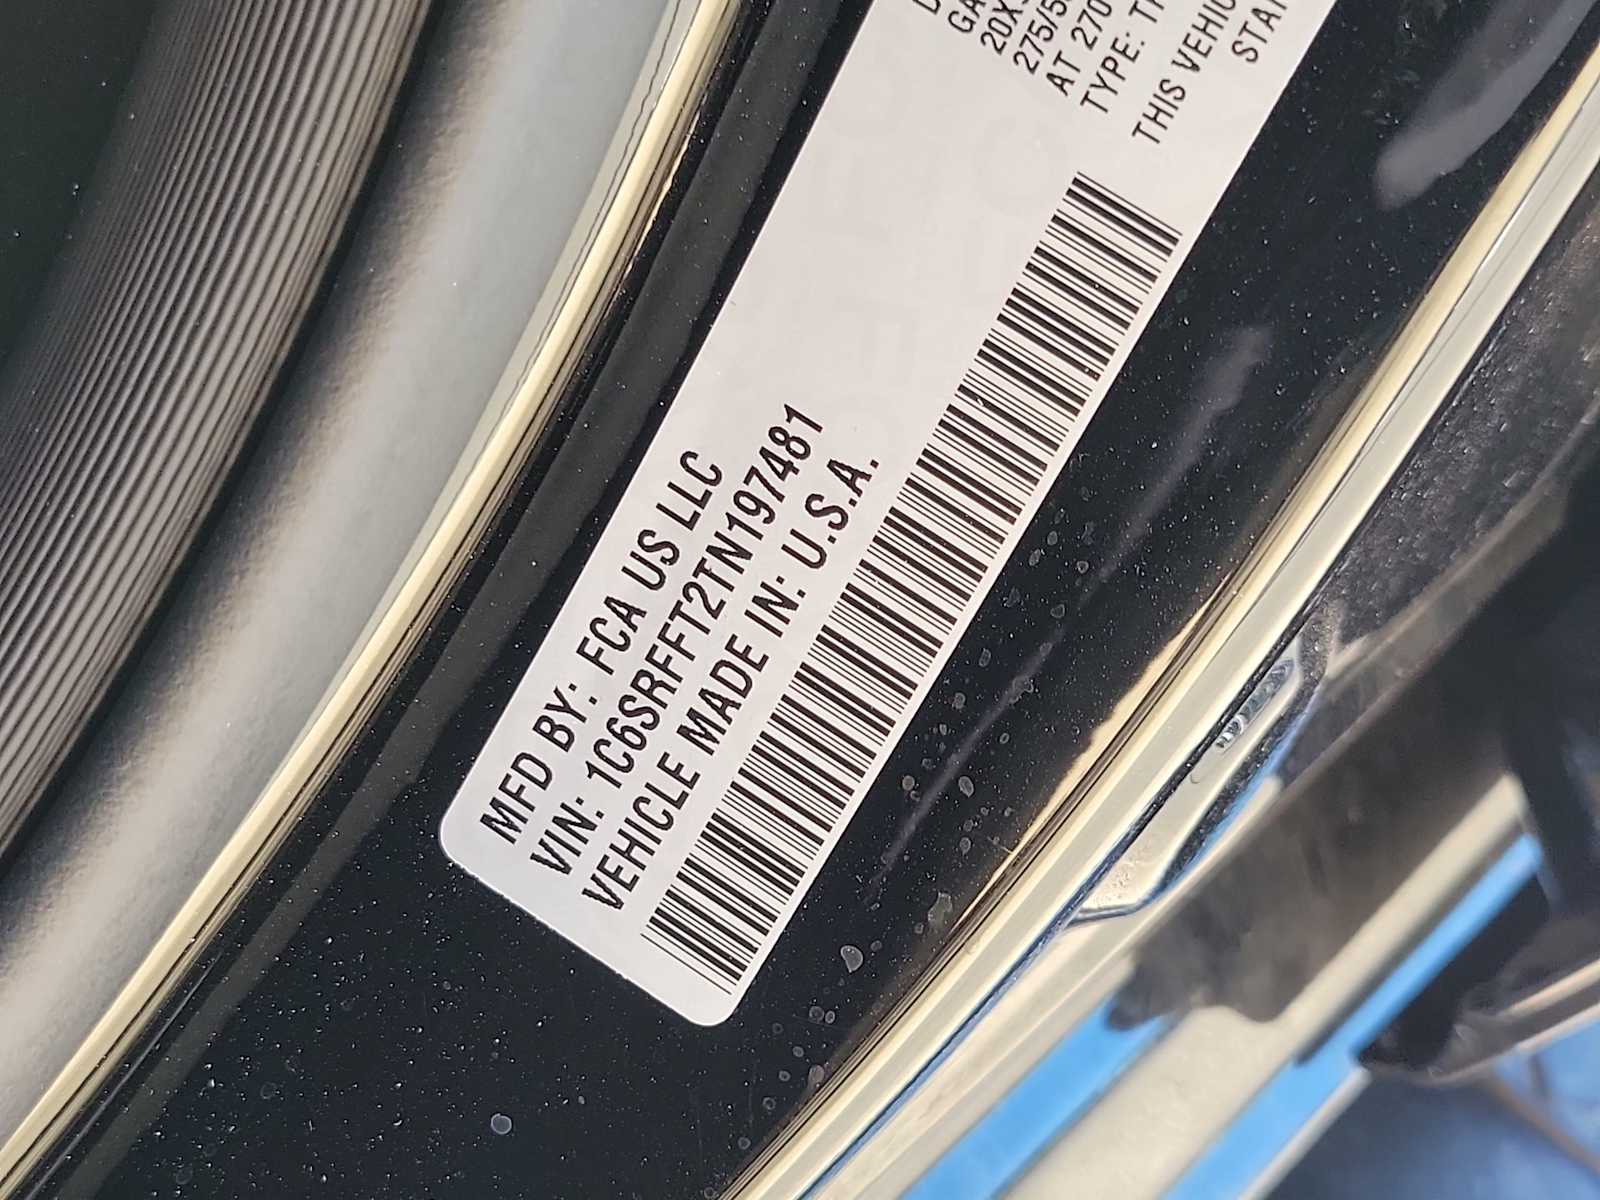 MFD BY: FCA US LLC
VIN: 1C6SRFFT2TN197481
VEHICLE MADE IN: U.S.A.
20X
275/5
AT 270
TYPE: T
THIS VEHIC
STA